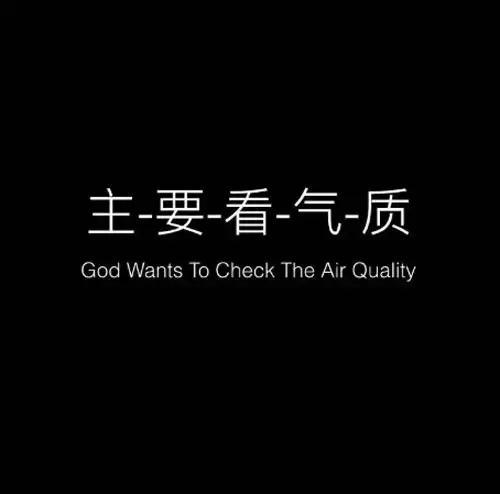 主-要-看-气-质
God Wants To Check The Air Quality